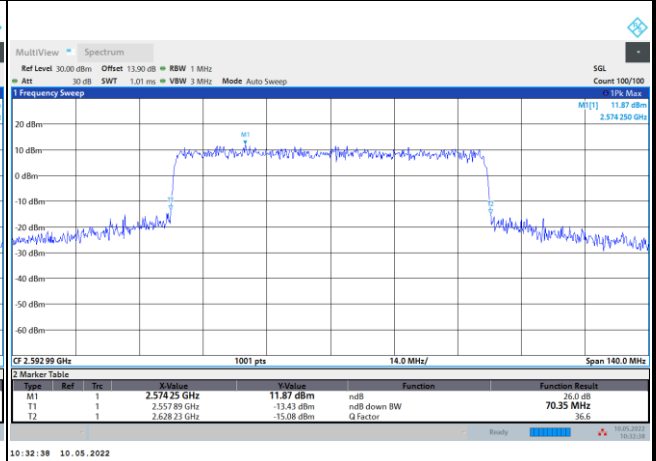 MultiView Spectrum
Ref Level 30.00 dBm Offset 13.90 dB RBW 1 MHz SGL
Att 30 dB SWT 1.01 ms VBW 3 MHz Mode Auto Sweep Count 100/100
1 Frequency Sweep 1Pk Max
M1[1] 11.87 dBm
2.574 250 GHz
20 dBm
M1
10 dBm
0 dBm
-10 dBm
T1
T2
-20 dBm
-30 dBm
-40 dBm
-50 dBm
-60 dBm
CF 2.592 99 GHz 1001 pts 14.0 MHz/ Span 140.0 MHz
2 Marker Table
Type Ref Trc X-Value Y-Value Function Function Result
M1 1 2.574 25 GHz 11.87 dBm ndB 26.0 dB
T1 1 2.557 89 GHz -13.43 dBm ndB down BW 70.35 MHz
T2 1 2.628 23 GHz -15.08 dBm Q Factor 36.6
Ready 10.05.2022
10:32:38
10:32:38 10.05.2022